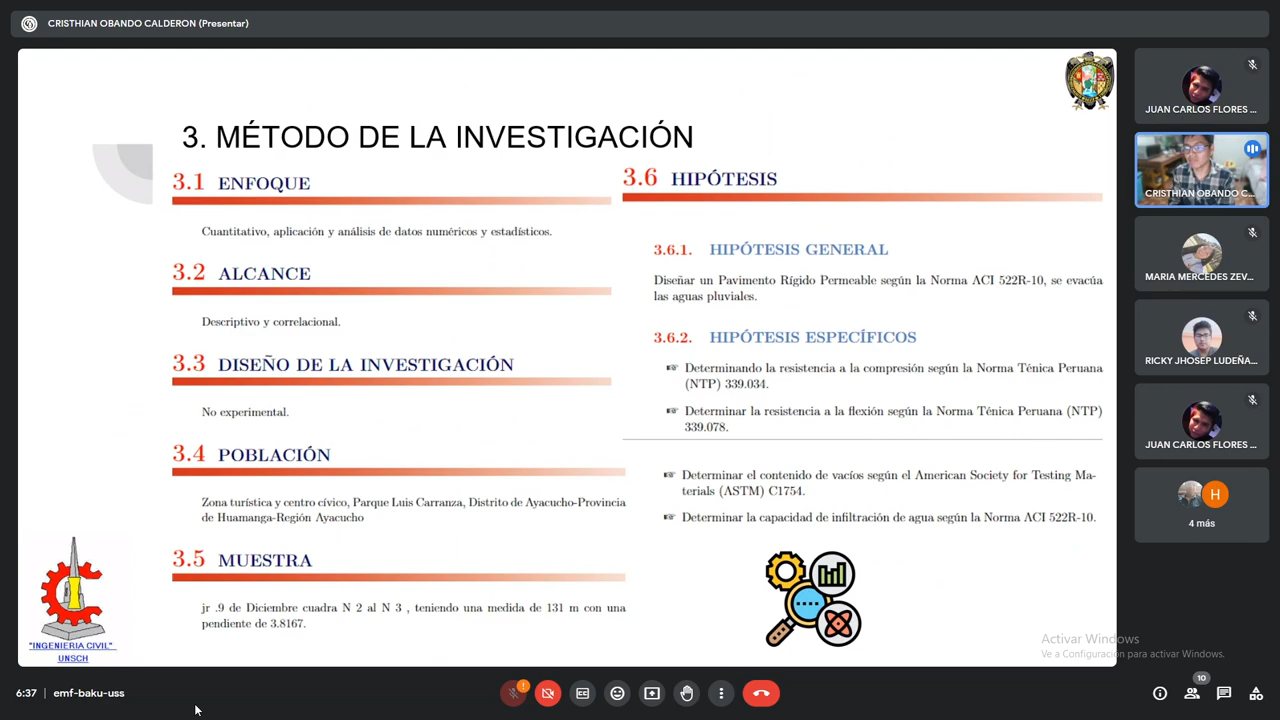 CRISTHIAN OBANDO CALDERON (Presentar)
3. MÉTODO DE LA INVESTIGACIÓN
3.1 ENFOQUE
Cuantitativo, aplicación y análisis de datos numéricos y estadísticos.
3.2 ALCANCE
Descriptivo y correlacional.
3.3 DISEÑO DE LA INVESTIGACIÓN
No experimental.
3.4 POBLACIÓN
Zona turística y centro cívico, Parque Luis Carranza, Distrito de Ayacucho-Provincia
de Huamanga-Región Ayacucho
3.5 MUESTRA
jr .9 de Diciembre cuadra N 2 al N 3 , teniendo una medida de 131 m con una
pendiente de 3.8167.
3.6 HIPÓTESIS
3.6.1. HIPÓTESIS GENERAL
Diseñar un Pavimento Rígido Permeable según la Norma ACI 522R-10, se evacúa
las aguas pluviales.
3.6.2. HIPÓTESIS ESPECÍFICOS
Determinando la resistencia a la compresión según la Norma Ténica Peruana
(NTP) 339.034.
Determinar la resistencia a la flexión según la Norma Ténica Peruana (NTP)
339.078.
Determinar el contenido de vacíos según el American Society for Testing Ma-
terials (ASTM) C1754.
Determinar la capacidad de infiltración de agua según la Norma ACI 522R-10.
"INGENIERIA CIVIL"
UNSCH
JUAN CARLOS FLORES ...
CRISTHIAN OBANDO C...
MARIA MERCEDES ZEV...
RICKY JHOSEP LUDEÑA...
JUAN CARLOS FLORES ...
H
4 más
Activar Windows
Ve a Configuración para activar Windows.
6:37 | emf-baku-uss
10